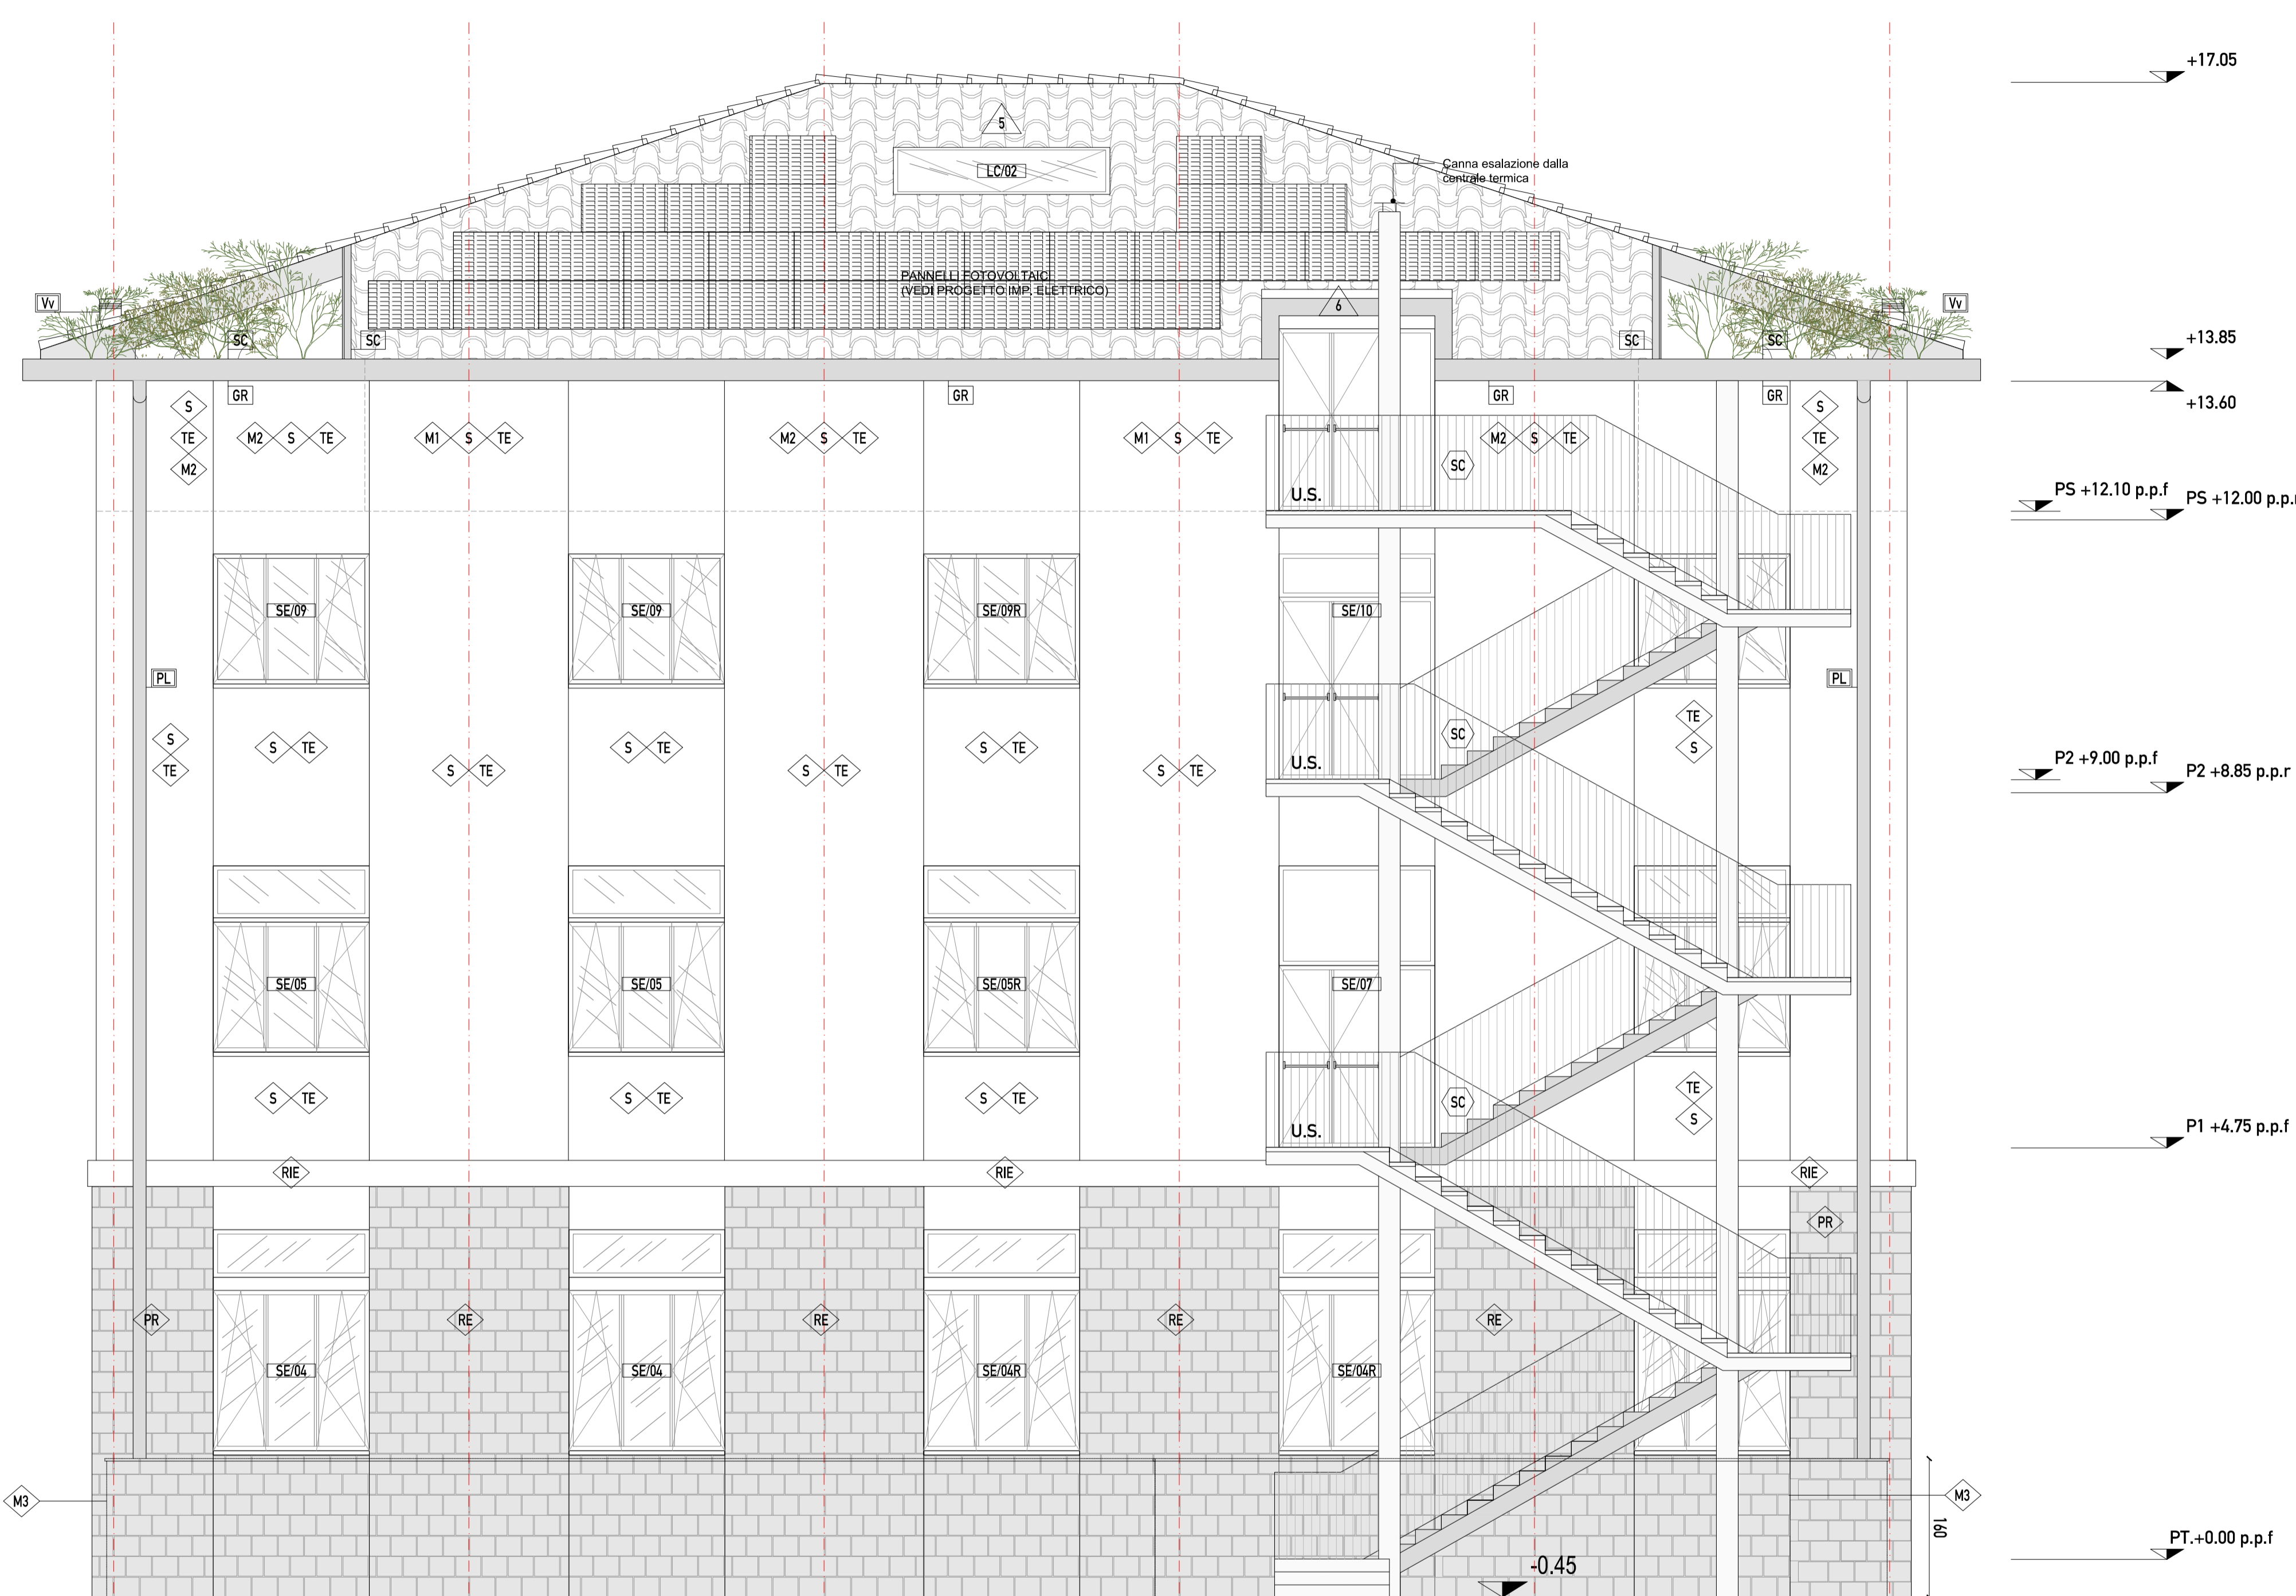 +17.05
5
LC/02
Canna esalazione dalla
centrale termica
PANNELLI FOTOVOLTAICI
(VEDI PROGETTO IMP. ELETTRICO)
6
Vv
Vv
SC
SC
SC
SC
+13.85
+13.60
GR
GR
GR
GR
S
TE
M2
M2 S TE
M1 S TE
M2 S TE
M1 S TE
M2 S TE
S
TE
M2
SC
U.S.
PS +12.10 p.p.f
PS +12.00 p.p.
SE/09
SE/09
SE/09R
SE/10
PL
PL
S
TE
S TE
S TE
S TE
S TE
S TE
S TE
SC
TE
S
U.S.
P2 +9.00 p.p.f
P2 +8.85 p.p.r
SE/05
SE/05
SE/05R
SE/07
S TE
S TE
S TE
SC
TE
S
U.S.
P1 +4.75 p.p.f
RIE
RIE
RIE
PR
PR
RE
RE
RE
RE
SE/04
SE/04
SE/04R
SE/04R
M3
M3
160
-0.45
PT.+0.00 p.p.f